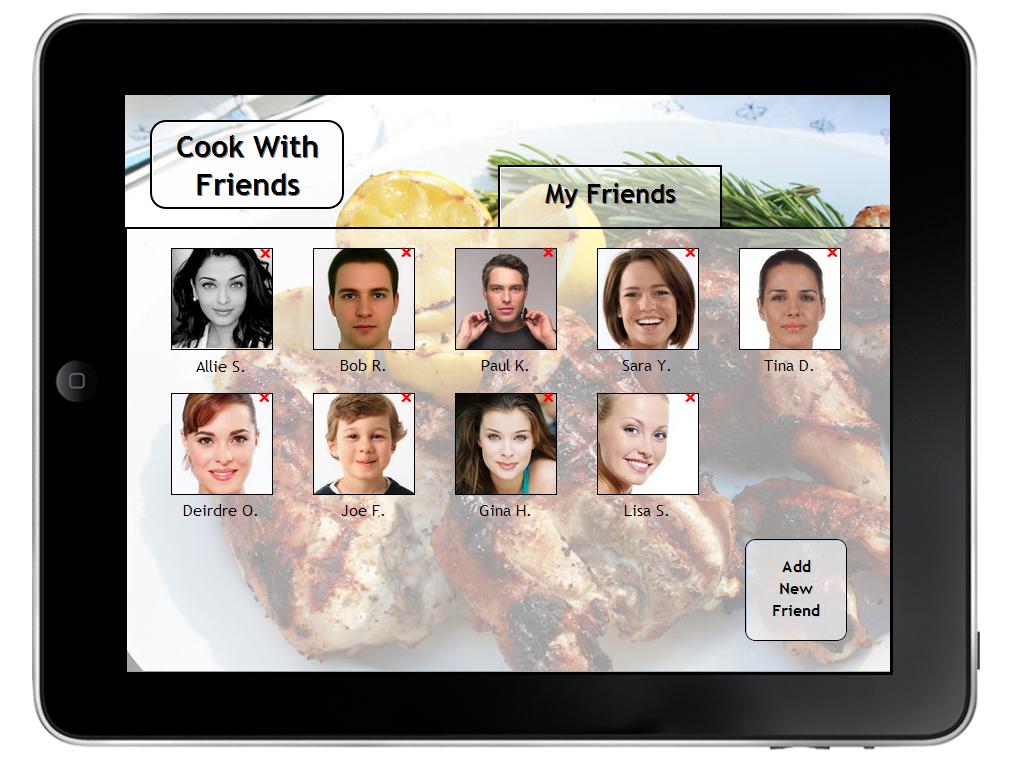 Cook With
Friends
My Friends
Allie S.
Bob R.
Paul K.
Sara Y.
Tina D.
Deirdre O.
Joe F.
Gina H.
Lisa S.
Add
New
Friend